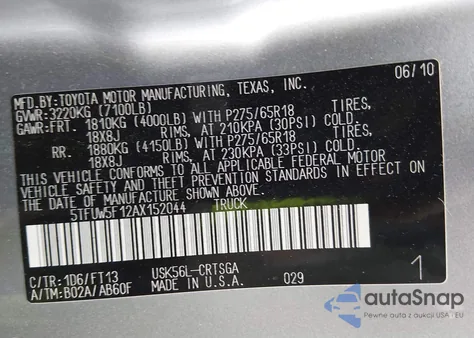 MFD. BY: TOYOTA MOTOR MANUFACTURING, TEXAS, INC. 06/10
GVWR: 3220KG (7100LB)
GAWR: FRT. 1810KG (4000LB) WITH P275/65R18 TIRES,
18X8J RIMS, AT 210KPA (30PSI) COLD.
RR. 1880KG (4150LB) WITH P275/65R18 TIRES,
18X8J RIMS, AT 230KPA (33PSI) COLD.
THIS VEHICLE CONFORMS TO ALL APPLICABLE FEDERAL MOTOR
VEHICLE SAFETY AND THEFT PREVENTION STANDARDS IN EFFECT ON
THE DATE OF MANUFACTURE SHOWN ABOVE.
5TFUW5F12AX152044 TRUCK
C/TR: 1D6/FT13 USK56L-CRTSGA
A/TM: B02A/AB60F MADE IN U.S.A. 029 1
autoSnap
Pewne auta z aukcji USA i EU